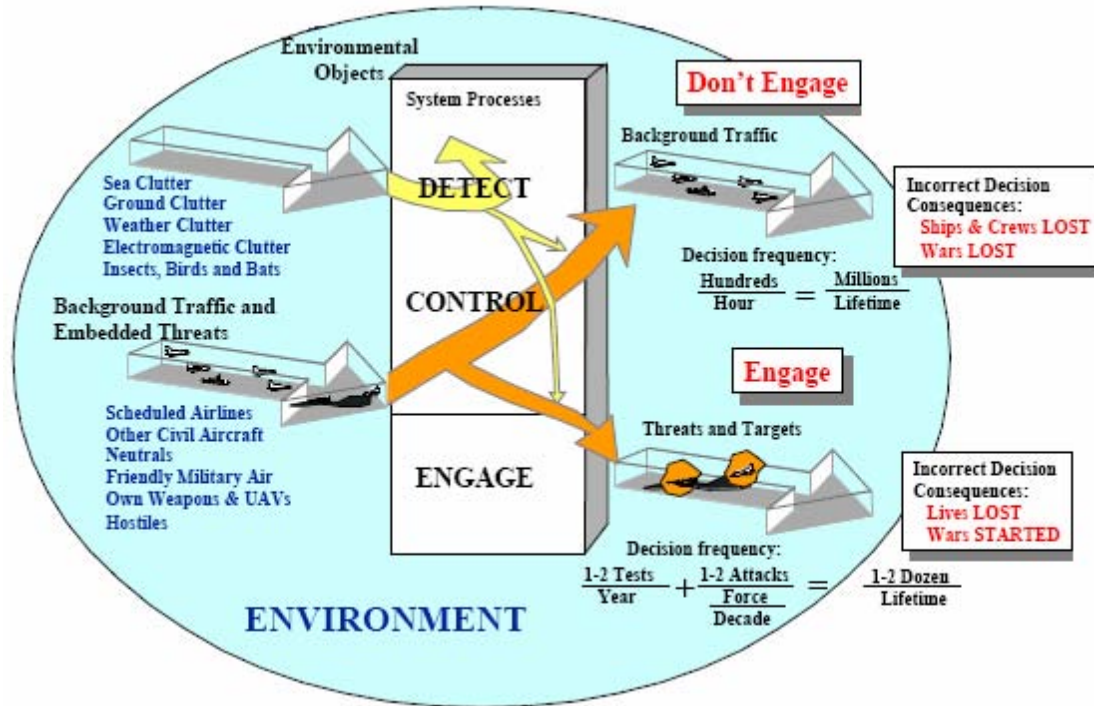 Environmental
Objects
System Processes
DETECT
CONTROL
ENGAGE
Sea Clutter
Ground Clutter
Weather Clutter
Electromagnetic Clutter
Insects, Birds and Bats
Background Traffic and
Embedded Threats
Scheduled Airlines
Other Civil Aircraft
Neutrals
Friendly Military Air
Own Weapons & UAVs
Hostiles
ENVIRONMENT
Don't Engage
Background Traffic
Decision frequency:
Hundreds
Hour
=
Millions
Lifetime
Incorrect Decision
Consequences:
Ships & Crews LOST
Wars LOST
Engage
Threats and Targets
Decision frequency:
1-2 Tests
Year
+
1-2 Attacks
Force
Decade
=
1-2 Dozen
Lifetime
Incorrect Decision
Consequences:
Lives LOST
Wars STARTED